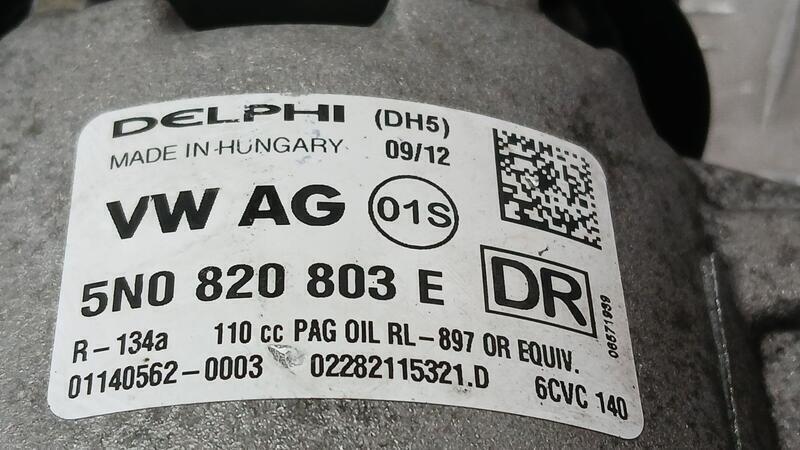 DELPHI (DH5)
MADE IN HUNGARY 09/12
VW AG 01S
5N0 820 803 E DR
R-134a 110 cc PAG OIL RL-897 OR EQUIV.
01140562-0003 02282115321.D 6CVC 140
06571939